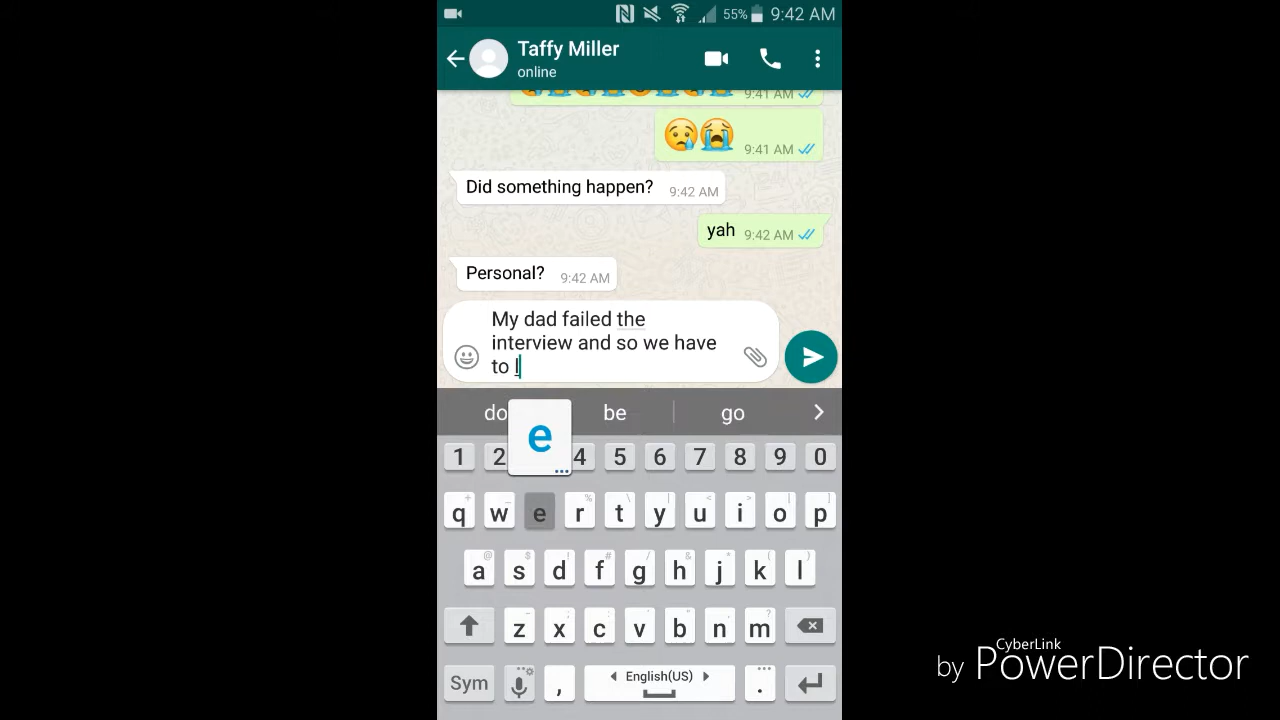 55% 9:42 AM
Taffy Miller
online
9:41 AM
9:41 AM
Did something happen? 9:42 AM
yah 9:42 AM
Personal? 9:42 AM
My dad failed the
interview and so we have
to l
do be go
e
1 2 4 5 6 7 8 9 0
q w e r t y u i o p
a s d f g h j k l
z x c v b n m
Sym , English(US) .
CyberLink
by PowerDirector